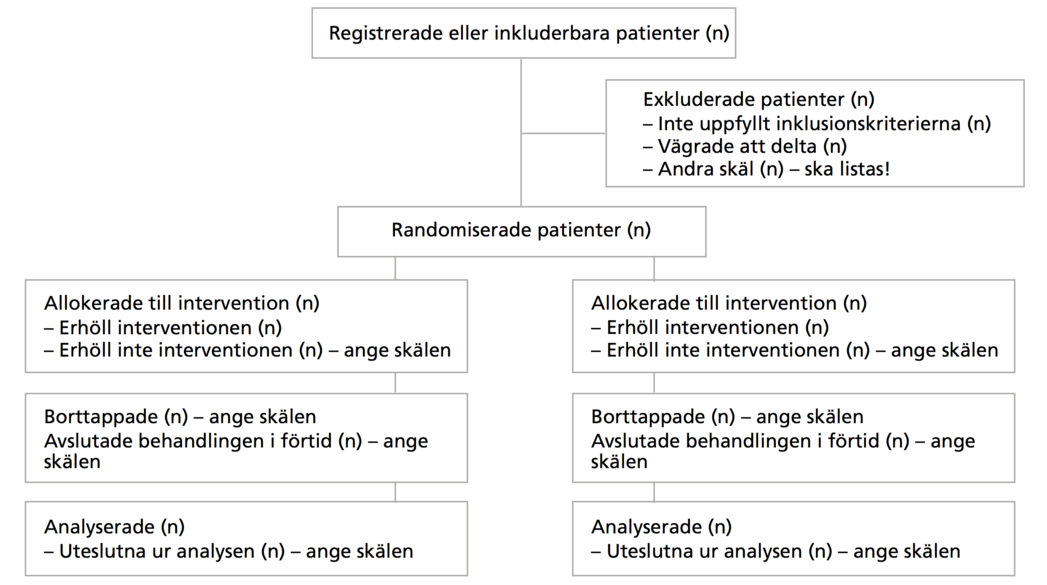 Registrerade eller inkluderbara patienter (n)
Exkluderade patienter (n)
– Inte uppfyllt inklusionskriterierna (n)
– Vägrade att delta (n)
– Andra skäl (n) – ska listas!
Randomiserade patienter (n)
Allokerade till intervention (n)
– Erhöll interventionen (n)
– Erhöll inte interventionen (n) – ange skälen
Allokerade till intervention (n)
– Erhöll interventionen (n)
– Erhöll inte interventionen (n) – ange skälen
Borttappade (n) – ange skälen
Avslutade behandlingen i förtid (n) – ange
skälen
Borttappade (n) – ange skälen
Avslutade behandlingen i förtid (n) – ange
skälen
Analyserade (n)
– Uteslutna ur analysen (n) – ange skälen
Analyserade (n)
– Uteslutna ur analysen (n) – ange skälen